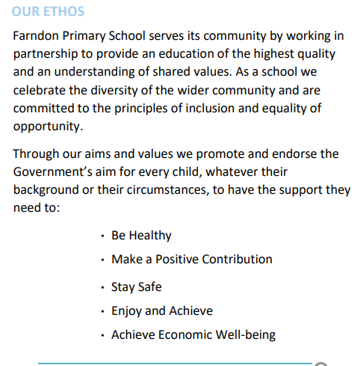 OUR ETHOS
Farndon Primary School serves its community by working in
partnership to provide an education of the highest quality
and an understanding of shared values. As a school we
celebrate the diversity of the wider community and are
committed to the principles of inclusion and equality of
opportunity.
Through our aims and values we promote and endorse the
Government's aim for every child, whatever their
background or their circumstances, to have the support they
need to:
• Be Healthy
• Make a Positive Contribution
• Stay Safe
• Enjoy and Achieve
• Achieve Economic Well-being